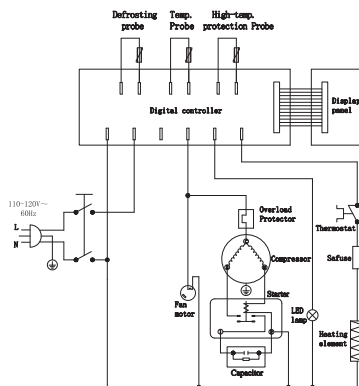 Defrosting
probe
Temp.
Probe
High-temp.
protection Probe
Digital controller
Display
panel
110-120V~
60Hz
L
N
Overload
Protector
Compressor
Thermostat
Safuse
Starter
Fan
motor
LED
lamp
Heating
element
Capacitor